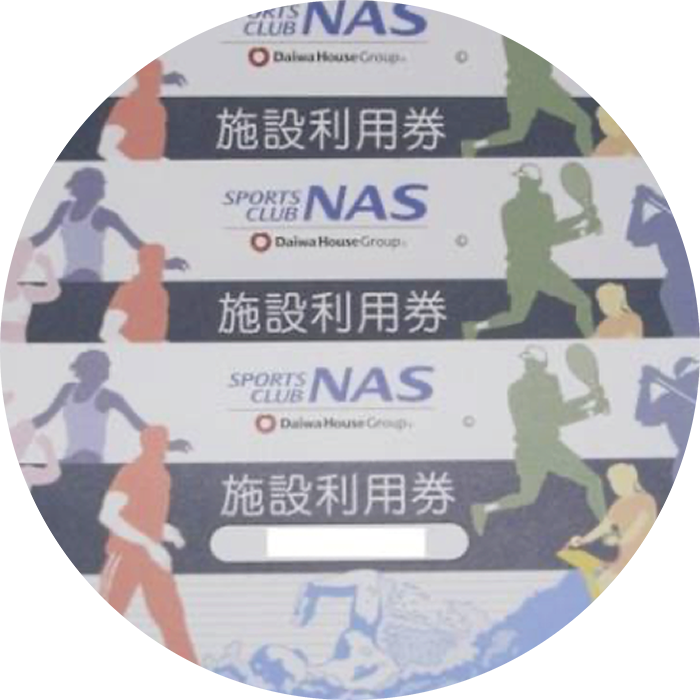 SPORTS
CLUB NAS
Daiwa House Group®
©
施設利用券
SPORTS
CLUB NAS
Daiwa House Group®
©
施設利用券
SPORTS
CLUB NAS
Daiwa House Group®
©
施設利用券